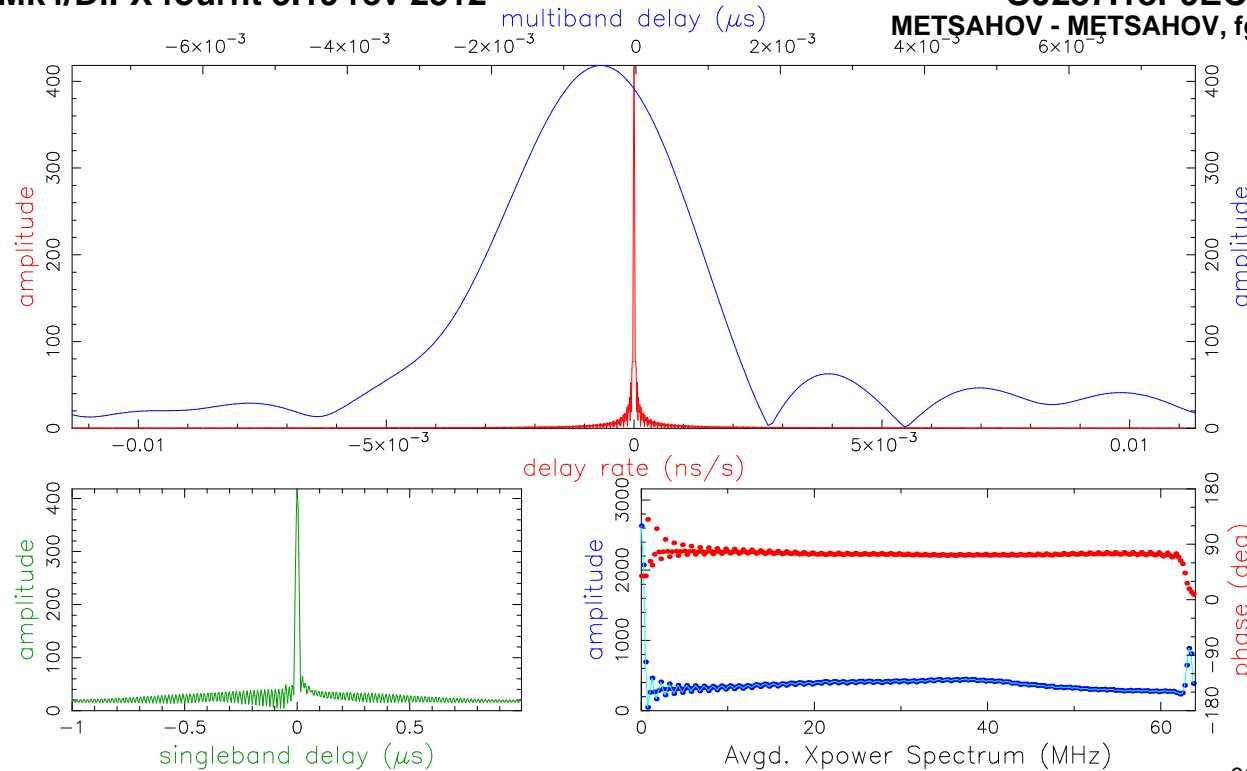 multiband delay (μs)
METSAHOV - METSAHOV,
−6×10⁻³ −4×10⁻³ −2×10⁻³ 0 2×10⁻³ 4×10⁻³ 6×10⁻³
amplitude
0 100 200 300 400
0 100 200 300 400
amplitude
−0.01 −5×10⁻³ 0 5×10⁻³ 0.01
delay rate (ns/s)
amplitude
0 100 200 300 400
−1 −0.5 0 0.5
singleband delay (μs)
amplitude
0 1000 2000 3000
−180 −90 0 90 180
phase (deg)
0 20 40 60
Avgd. Xpower Spectrum (MHz)